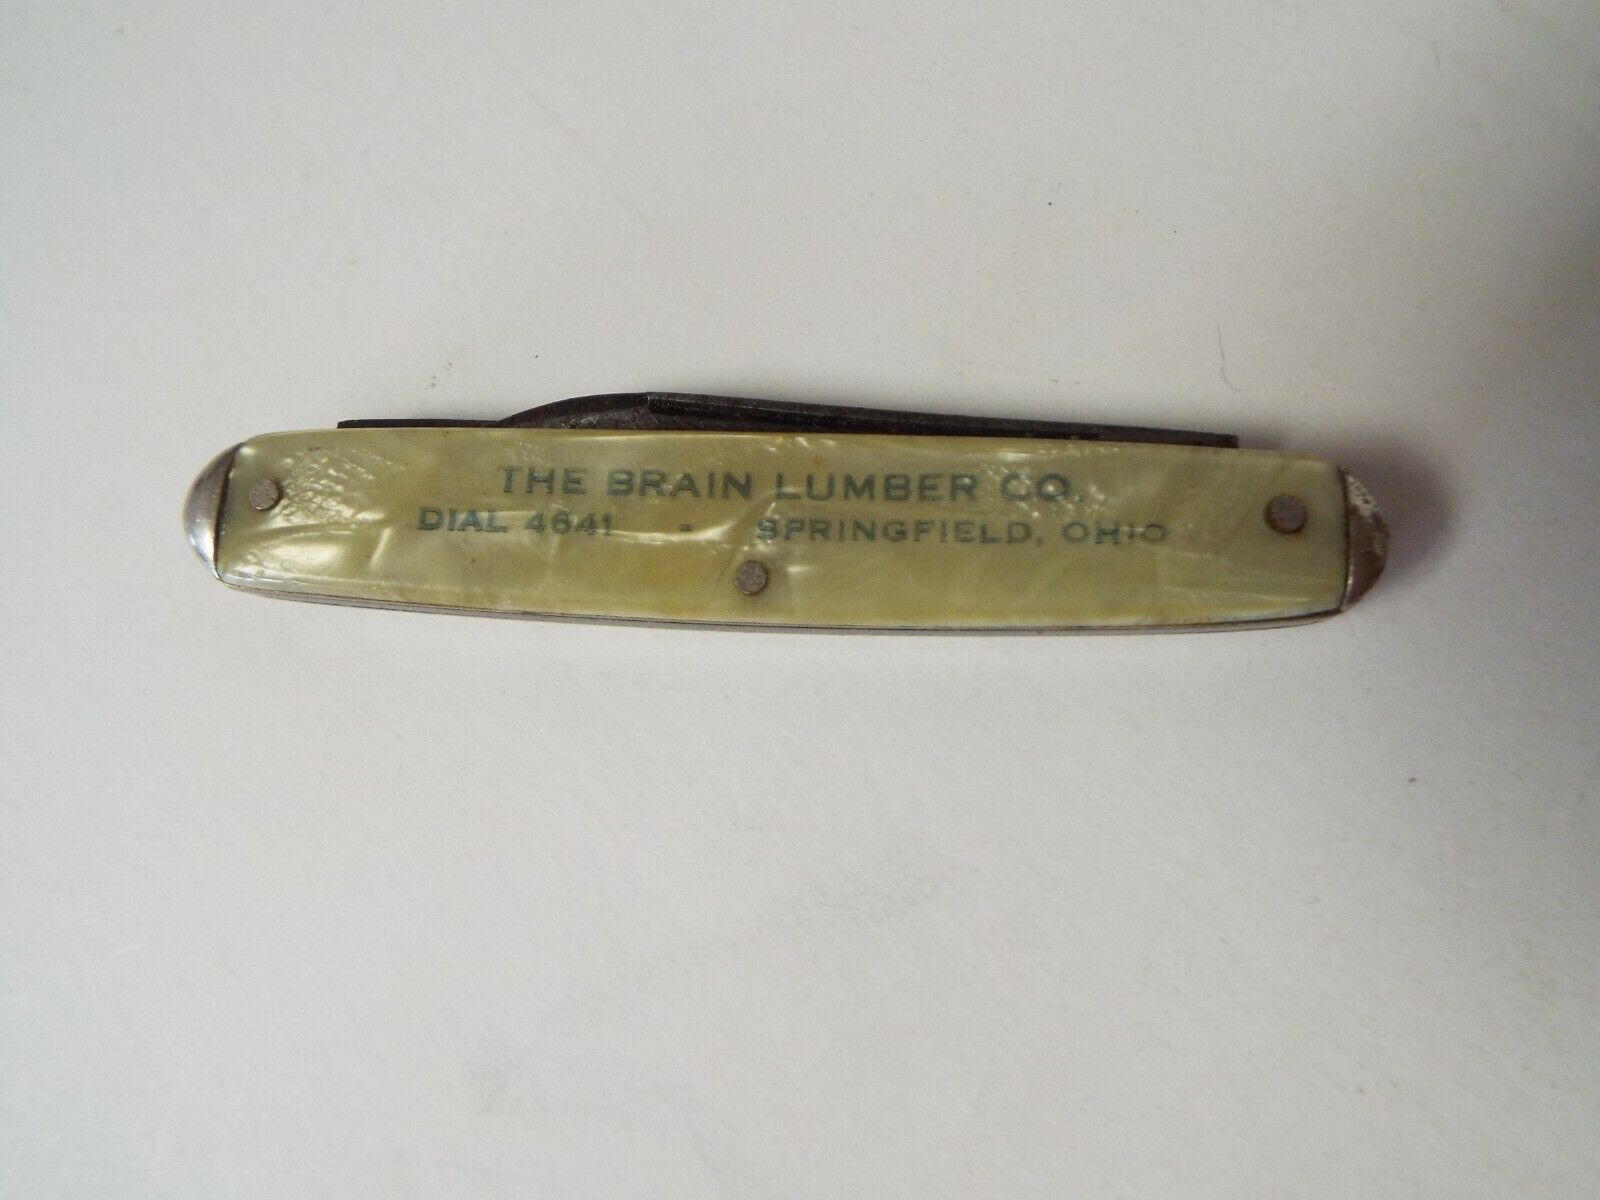 THE BRAIN LUMBER CO.
DIAL 4641 - SPRINGFIELD, OHIO